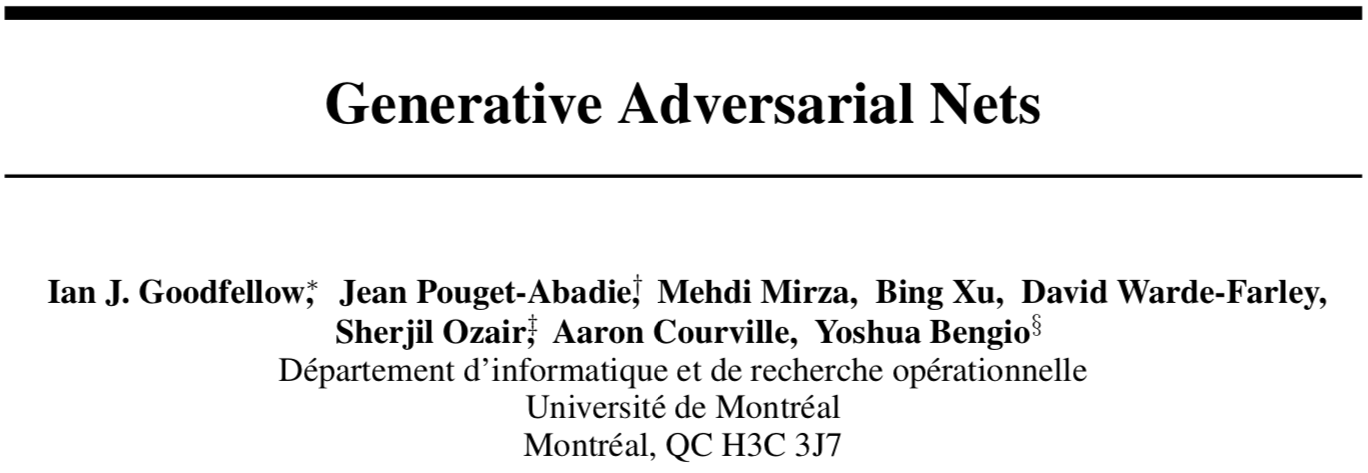 Generative Adversarial Nets
Ian J. Goodfellow,* Jean Pouget-Abadie,† Mehdi Mirza, Bing Xu, David Warde-Farley,
Sherjil Ozair,‡ Aaron Courville, Yoshua Bengio§
Département d'informatique et de recherche opérationnelle
Université de Montréal
Montréal, QC H3C 3J7